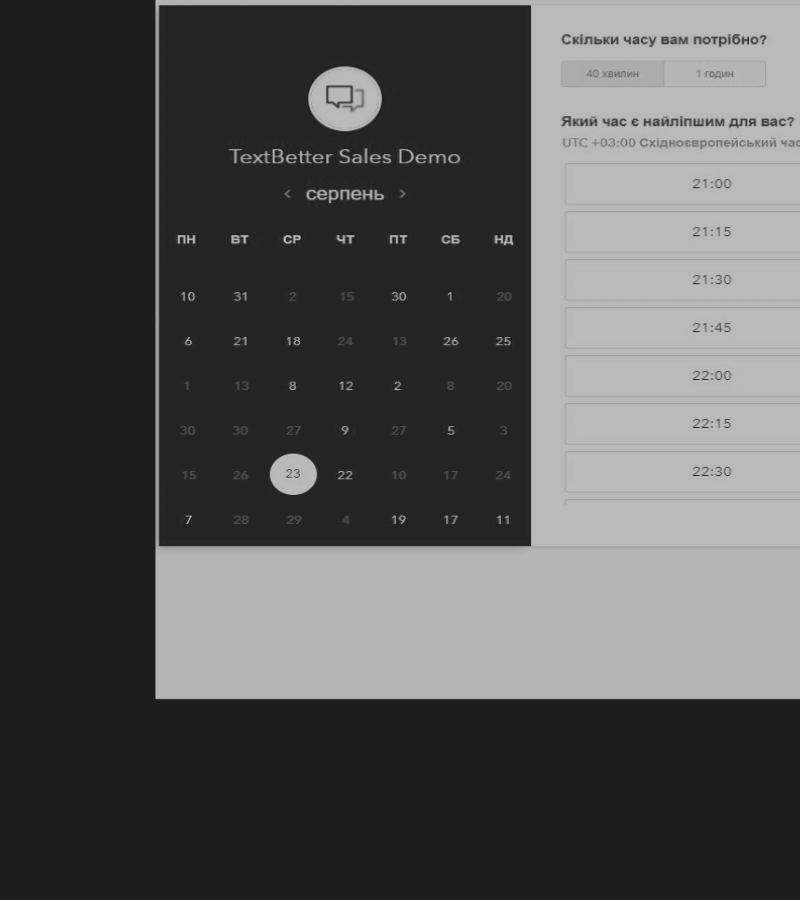 TextBetter Sales Demo
< серпень >
ПН ВТ СР ЧТ ПТ СБ НД
10 31 2 15 30 1 20
6 21 18 24 13 26 25
1 13 8 12 2 8 20
30 30 27 9 27 5 3
15 26 23 22 10 17 24
7 28 29 4 19 17 11
Скільки часу вам потрібно?
40 хвилин 1 годин
Який час є найліпшим для вас?
UTC +03:00 Східноєвропейський час
21:00
21:15
21:30
21:45
22:00
22:15
22:30